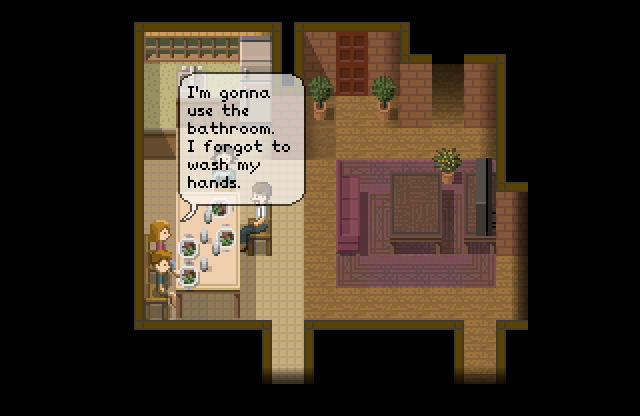 I'm gonna
use the
bathroom.
I forgot to
wash my
hands.